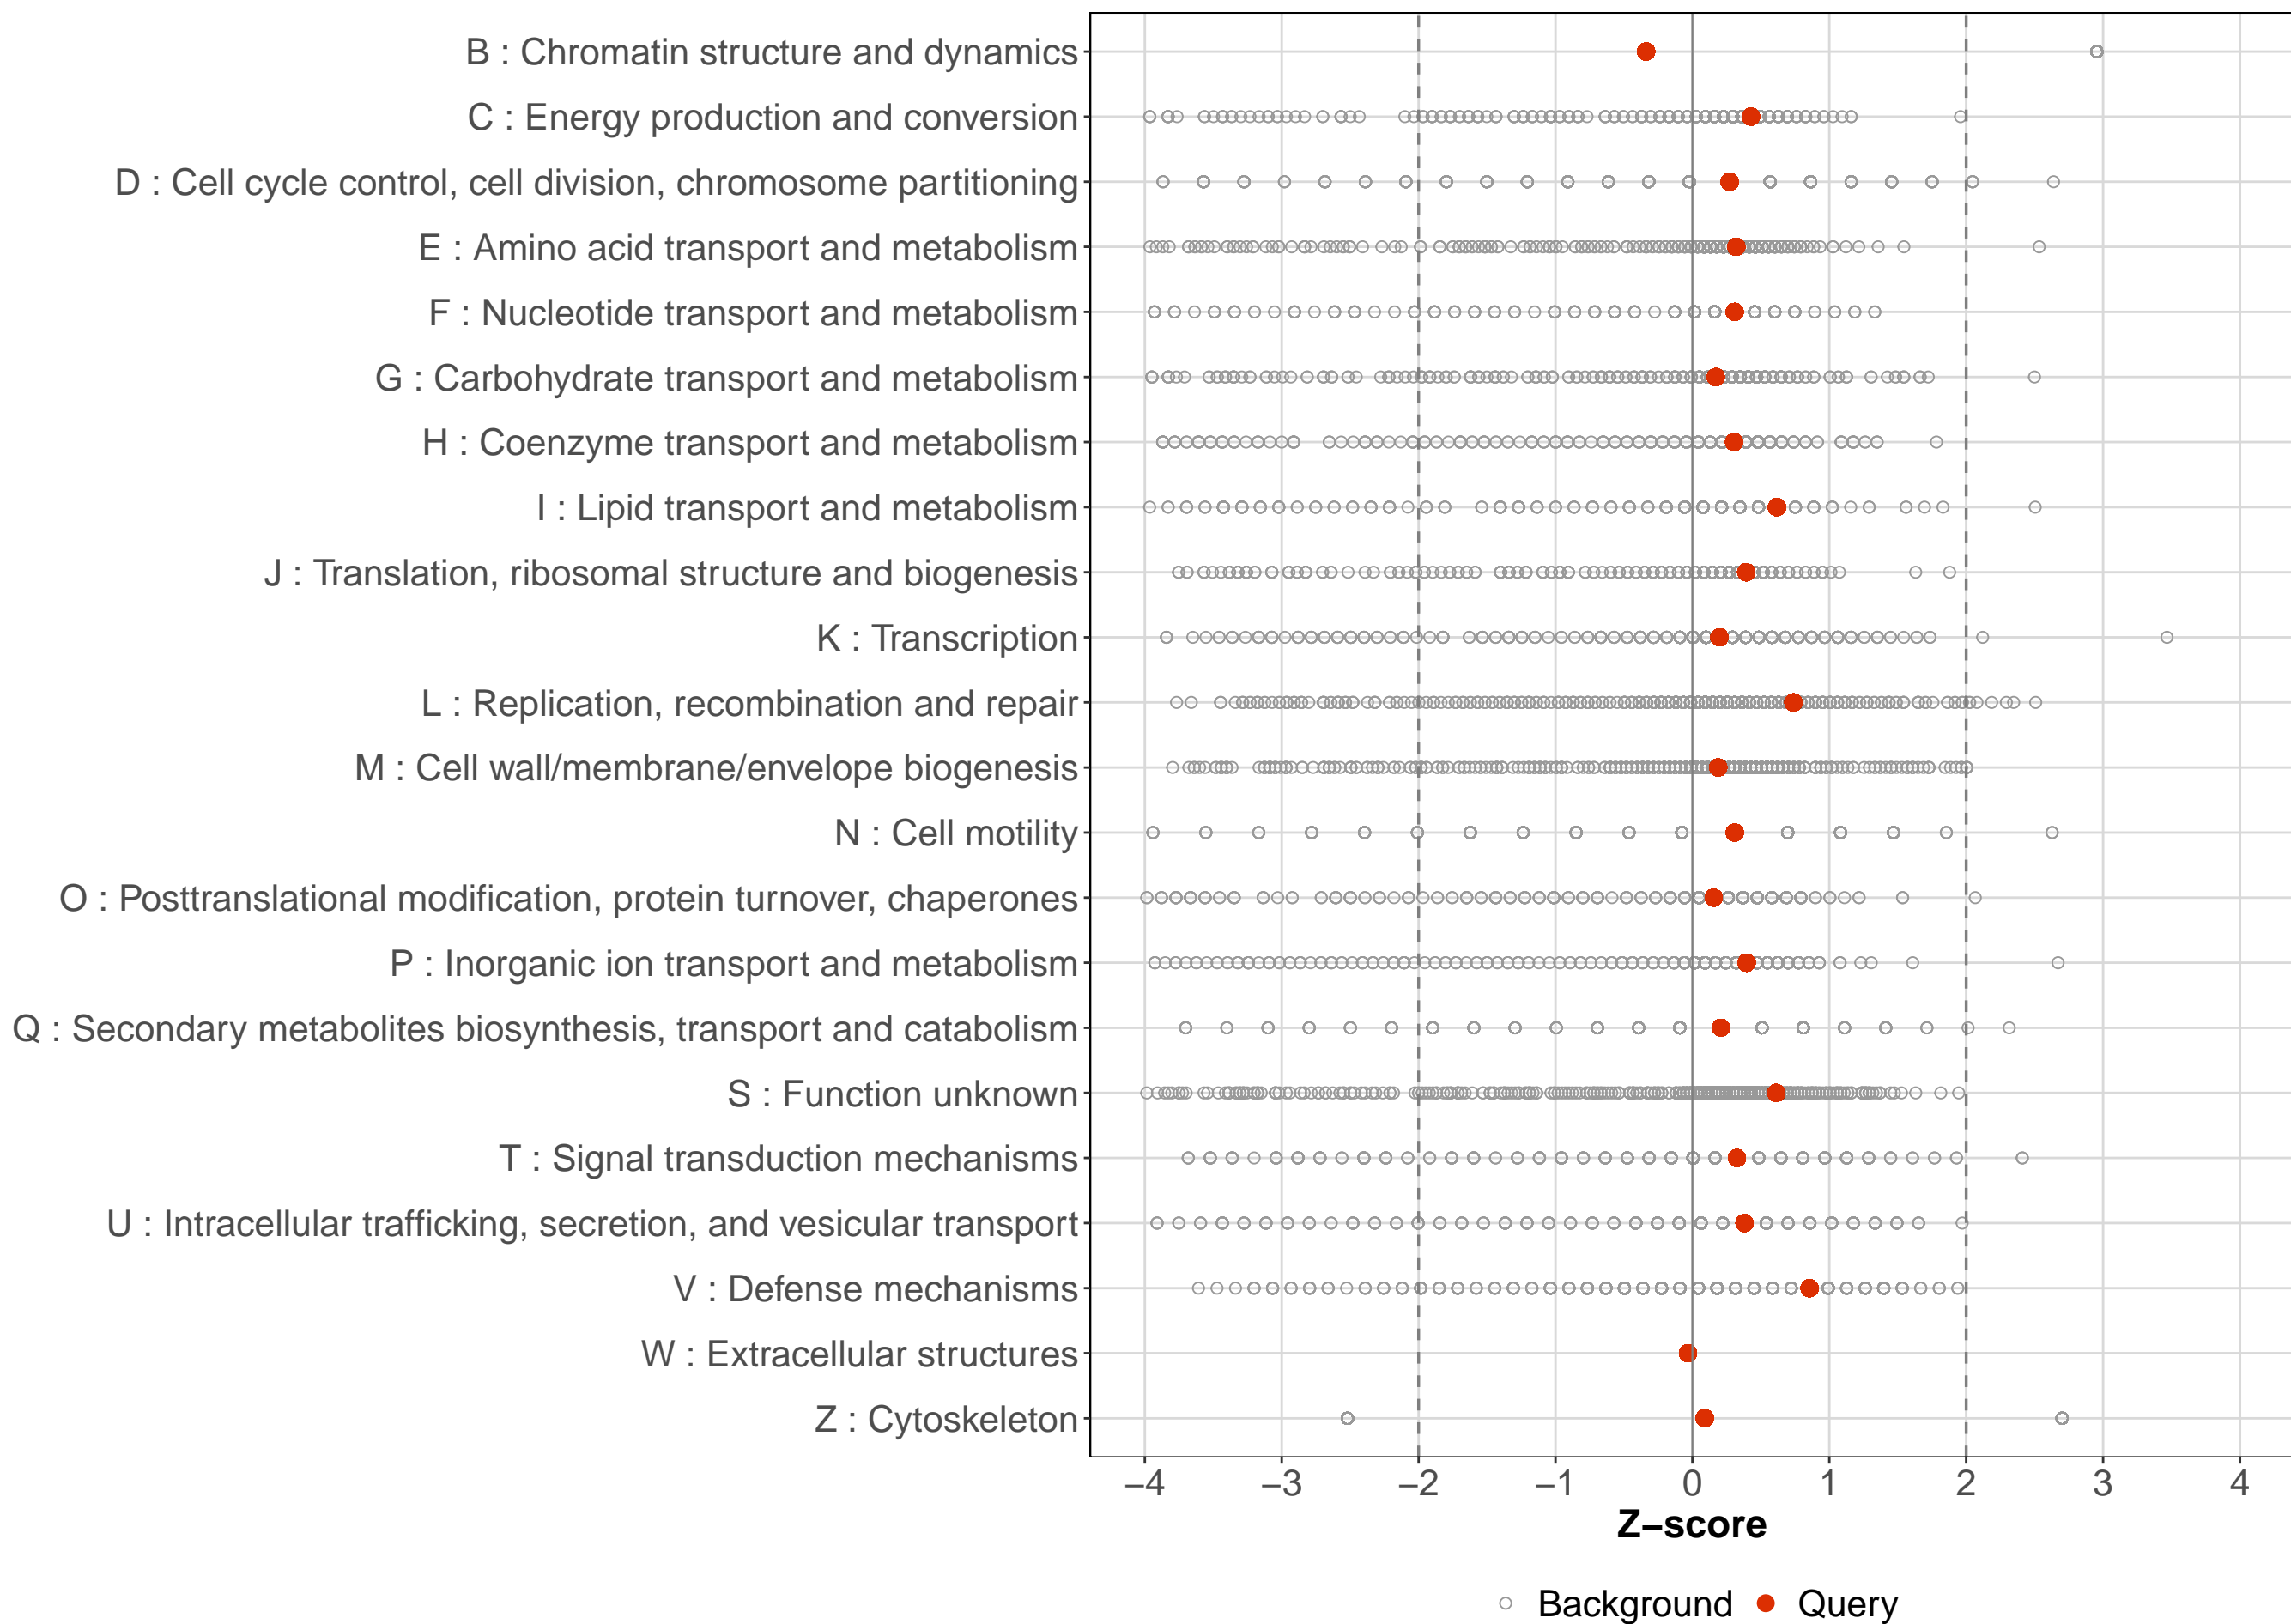 B : Chromatin structure and dynamics
C : Energy production and conversion
D : Cell cycle control, cell division, chromosome partitioning
E : Amino acid transport and metabolism
F : Nucleotide transport and metabolism
G : Carbohydrate transport and metabolism
H : Coenzyme transport and metabolism
I : Lipid transport and metabolism
J : Translation, ribosomal structure and biogenesis
K : Transcription
L : Replication, recombination and repair
M : Cell wall/membrane/envelope biogenesis
N : Cell motility
O : Posttranslational modification, protein turnover, chaperones
P : Inorganic ion transport and metabolism
Q : Secondary metabolites biosynthesis, transport and catabolism
S : Function unknown
T : Signal transduction mechanisms
U : Intracellular trafficking, secretion, and vesicular transport
V : Defense mechanisms
W : Extracellular structures
Z : Cytoskeleton
−4 −3 −2 −1 0 1 2 3 4
Z−score
Background Query